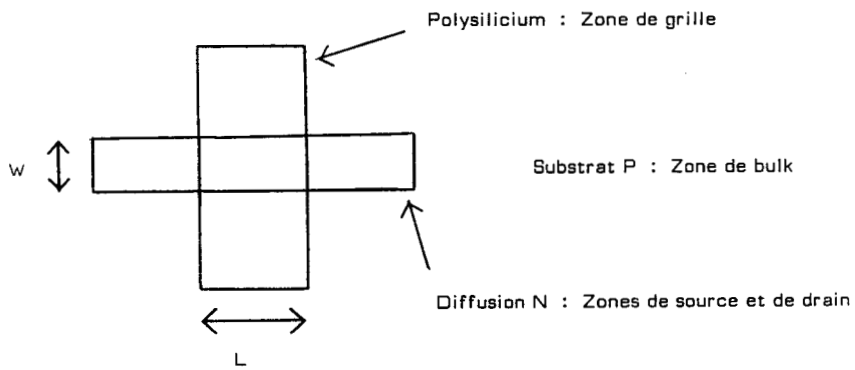 Polysilicium : Zone de grille
W
Substrat P : Zone de bulk
Diffusion N : Zones de source et de drain
L